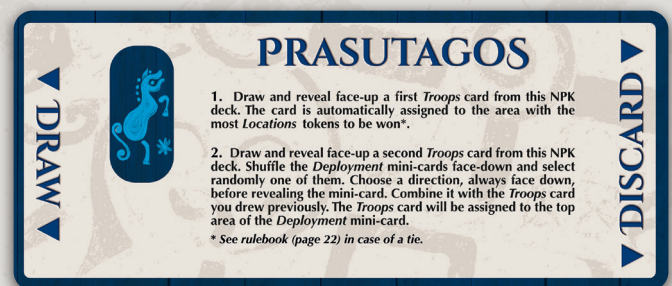 PRASUTAGOS
DRAW
1. Draw and reveal face-up a first Troops card from this NPK
deck. The card is automatically assigned to the area with the
most Locations tokens to be won*.
2. Draw and reveal face-up a second Troops card from this NPK
deck. Shuffle the Deployment mini-cards face-down and select
randomly one of them. Choose a direction, always face down,
before revealing the mini-card. Combine it with the Troops card
you drew previously. The Troops card will be assigned to the top
area of the Deployment mini-card.
* See rulebook (page 22) in case of a tie.
DISCARD